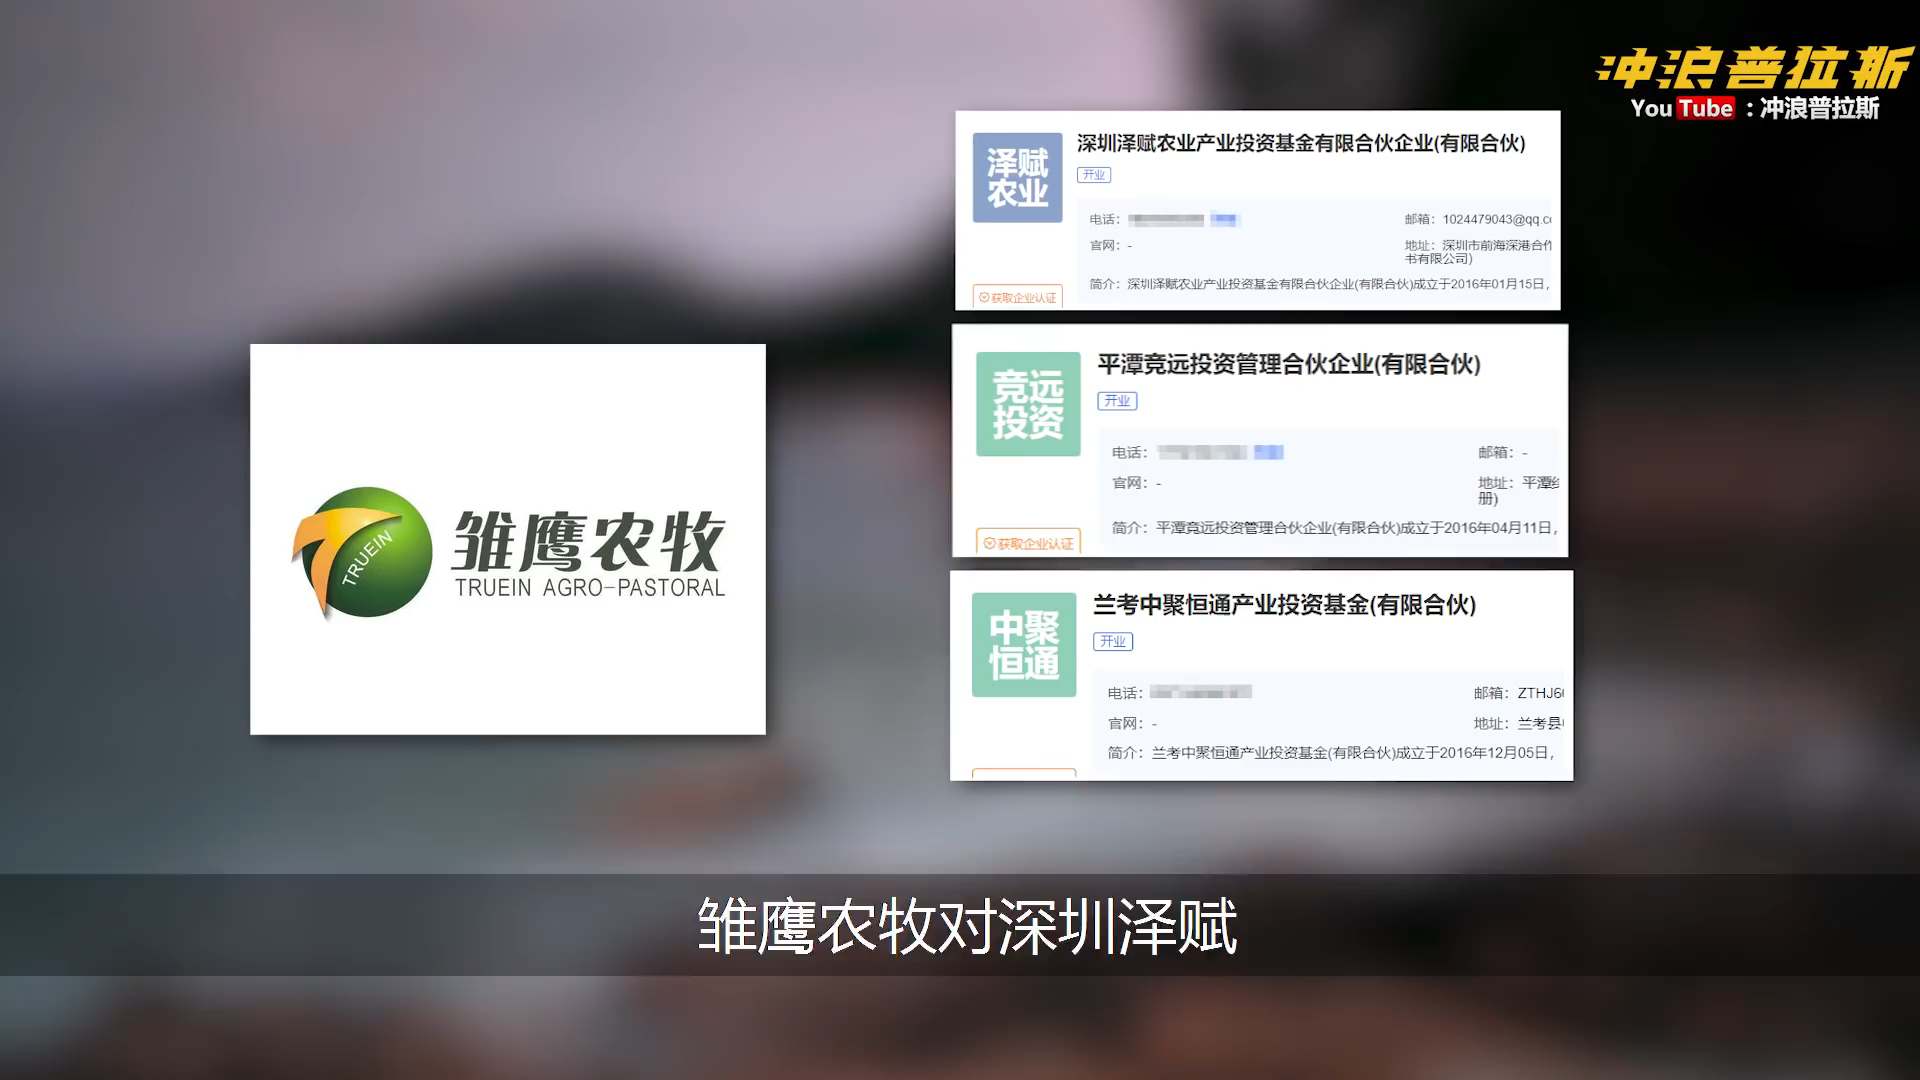 冲浪普拉斯
YouTube：冲浪普拉斯
泽赋
农业
深圳泽赋农业产业投资基金有限合伙企业(有限合伙)
开业
电话：
邮箱：1024479043@qq.co
官网：-
地址：深圳市前海深港合作
书有限公司)
简介：深圳泽赋农业产业投资基金有限合伙企业(有限合伙)成立于2016年01月15日，
获取企业认证
竞远
投资
平潭竞远投资管理合伙企业(有限合伙)
开业
电话：
邮箱：-
官网：-
地址：平潭综
册)
简介：平潭竞远投资管理合伙企业(有限合伙)成立于2016年04月11日，
获取企业认证
中聚
恒通
兰考中聚恒通产业投资基金(有限合伙)
开业
电话：
邮箱：ZTHJ6
官网：-
地址：兰考县
简介：兰考中聚恒通产业投资基金(有限合伙)成立于2016年12月05日，
TRUEIN
雏鹰农牧
TRUEIN AGRO-PASTORAL
雏鹰农牧对深圳泽赋